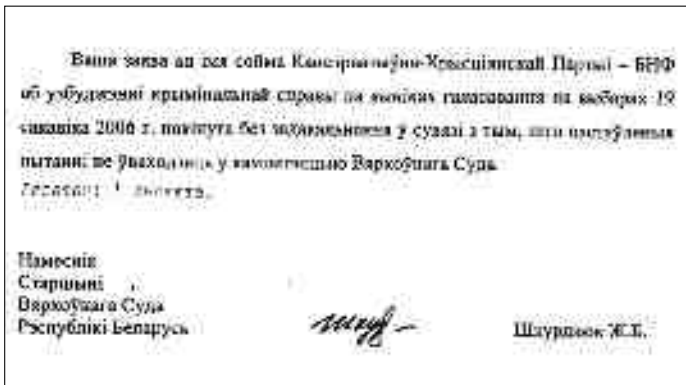 Ваша заява ад імя сойма Кансерватыўна-Хрысціянскай Партыі – БНФ
аб узбуджэнні крымінальнай справы па выніках галасавання на выбарах 19
сакавіка 2006 г. пакінута без задавальнення ў сувязі з тым, што пастаўленыя
пытанні не ўваходзяць у кампетэнцыю Вярхоўнага Суда.
Намеснік
Старшыні
Вярхоўнага Суда
Рэспублікі Беларусь
Шкурдзюк Ж.Б.